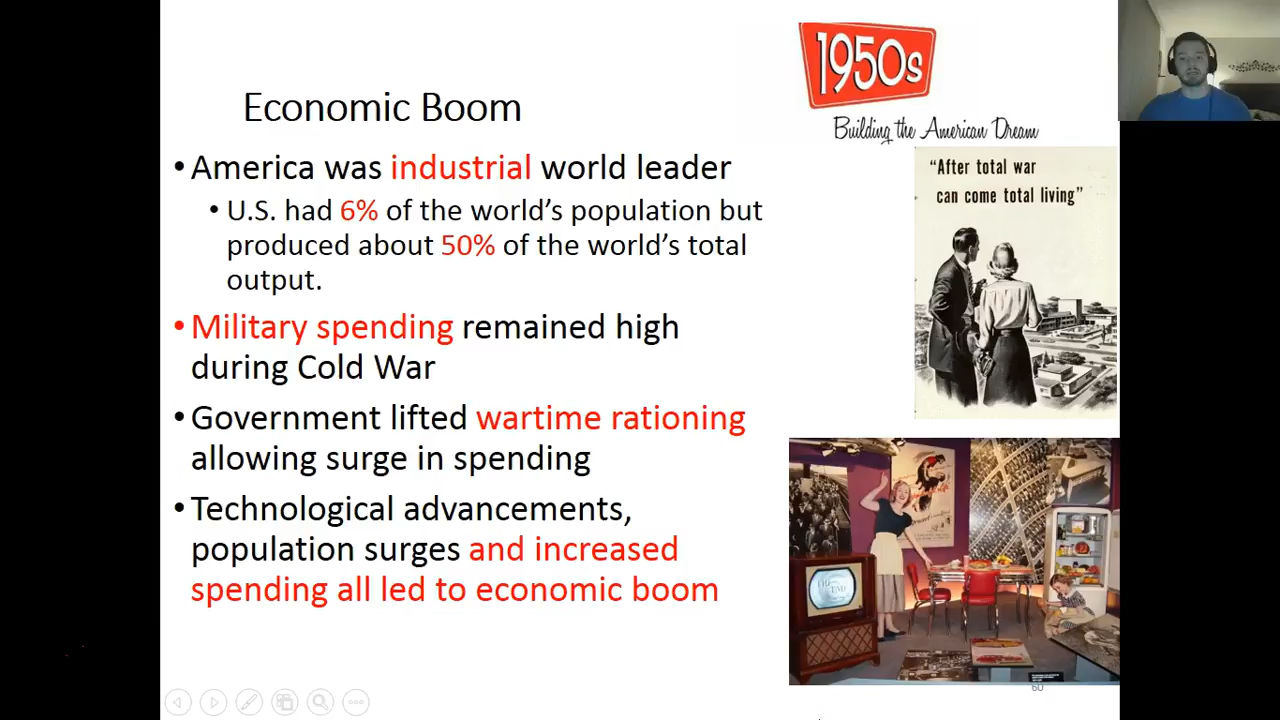 1950s
Building the American Dream
Economic Boom
•America was industrial world leader
• U.S. had 6% of the world's population but
produced about 50% of the world's total
output.
•Military spending remained high
during Cold War
•Government lifted wartime rationing
allowing surge in spending
•Technological advancements,
population surges and increased
spending all led to economic boom
"After total war
can come total living"
60